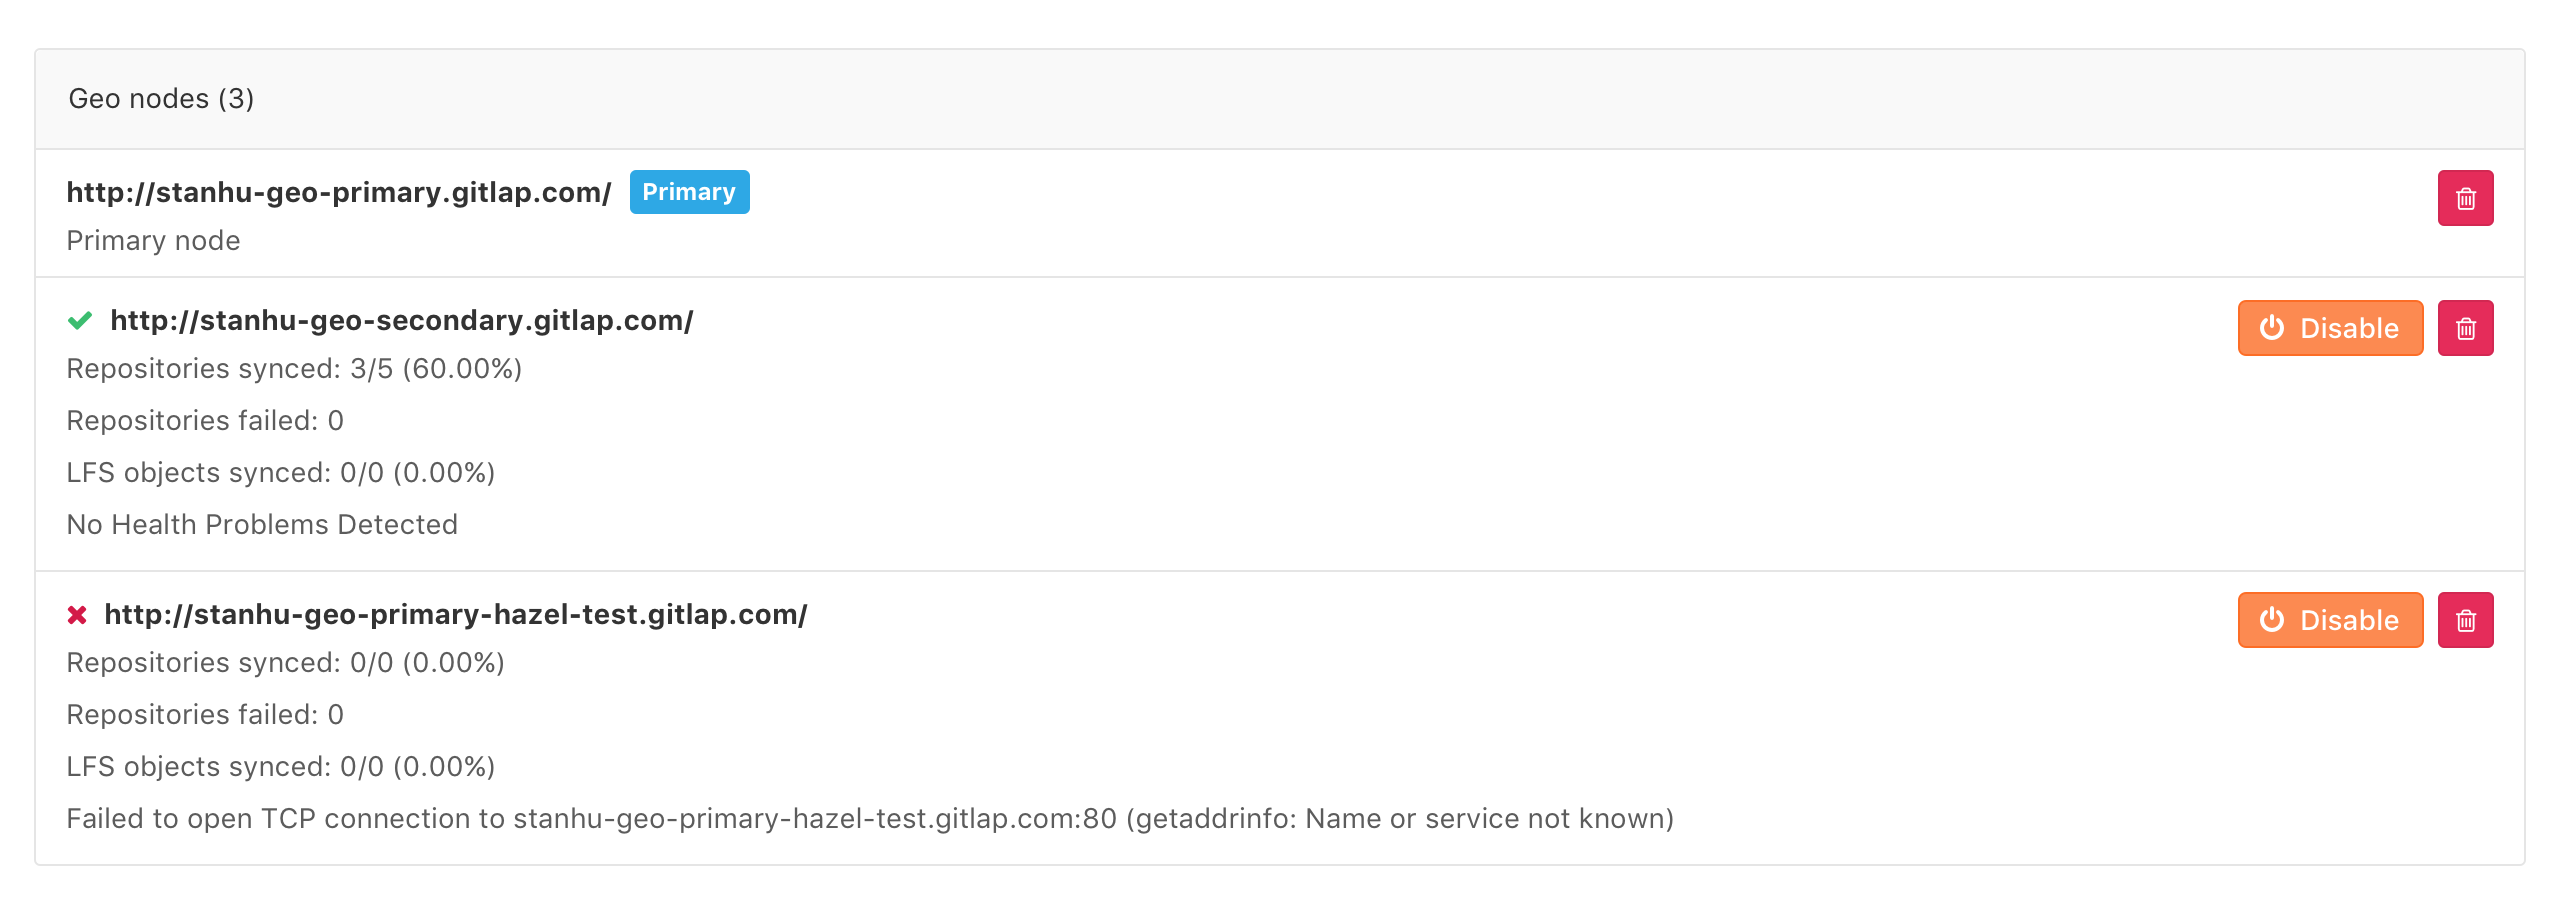 Geo nodes (3)
http://stanhu-geo-primary.gitlap.com/ Primary
Primary node
http://stanhu-geo-secondary.gitlap.com/ Disable
Repositories synced: 3/5 (60.00%)
Repositories failed: 0
LFS objects synced: 0/0 (0.00%)
No Health Problems Detected
http://stanhu-geo-primary-hazel-test.gitlap.com/ Disable
Repositories synced: 0/0 (0.00%)
Repositories failed: 0
LFS objects synced: 0/0 (0.00%)
Failed to open TCP connection to stanhu-geo-primary-hazel-test.gitlap.com:80 (getaddrinfo: Name or service not known)